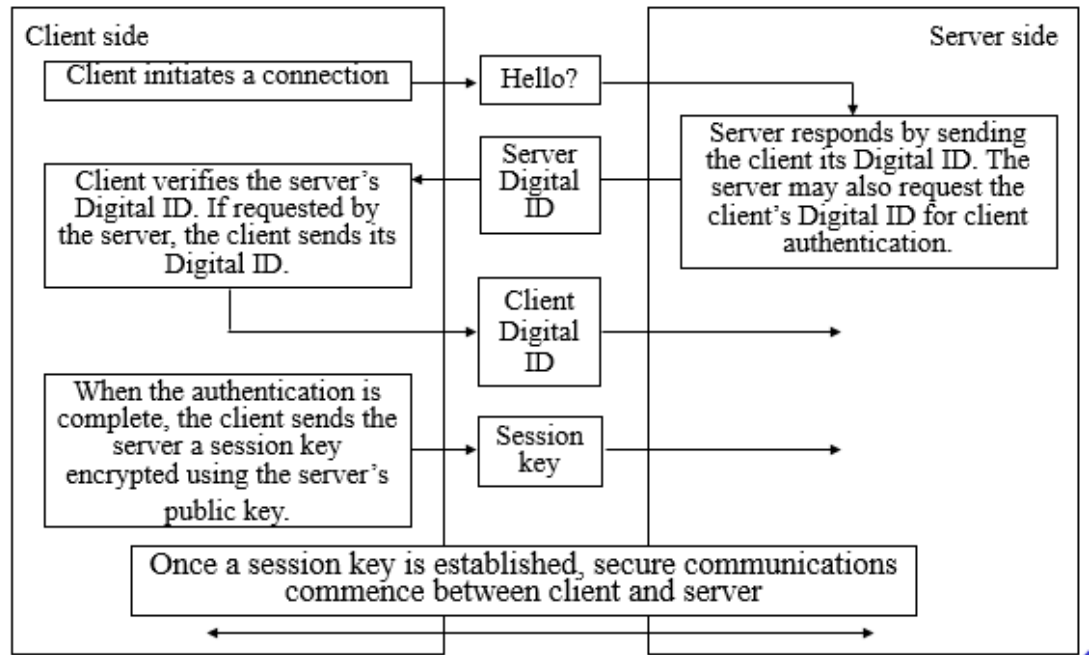 Client side
Server side
Client initiates a connection
Hello?
Server responds by sending
the client its Digital ID. The
server may also request the
client’s Digital ID for client
authentication.
Server
Digital
ID
Client verifies the server’s
Digital ID. If requested by
the server, the client sends its
Digital ID.
Client
Digital
ID
When the authentication is
complete, the client sends the
server a session key
encrypted using the server’s
public key.
Session
key
Once a session key is established, secure communications
commence between client and server